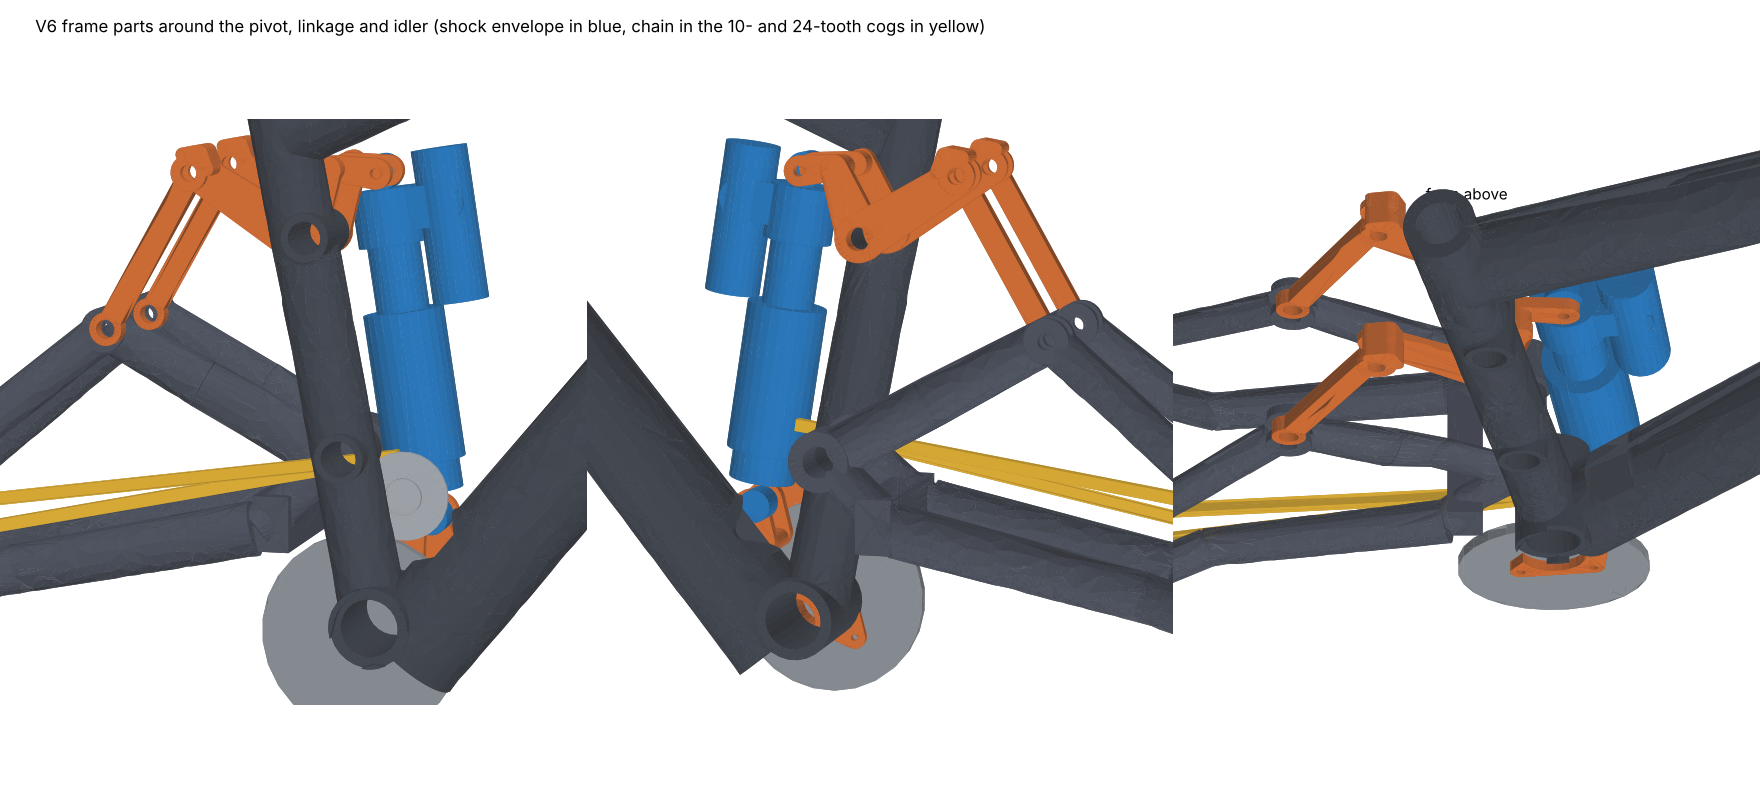 V6 frame parts around the pivot, linkage and idler (shock envelope in blue, chain in the 10- and 24-tooth cogs in yellow)
above